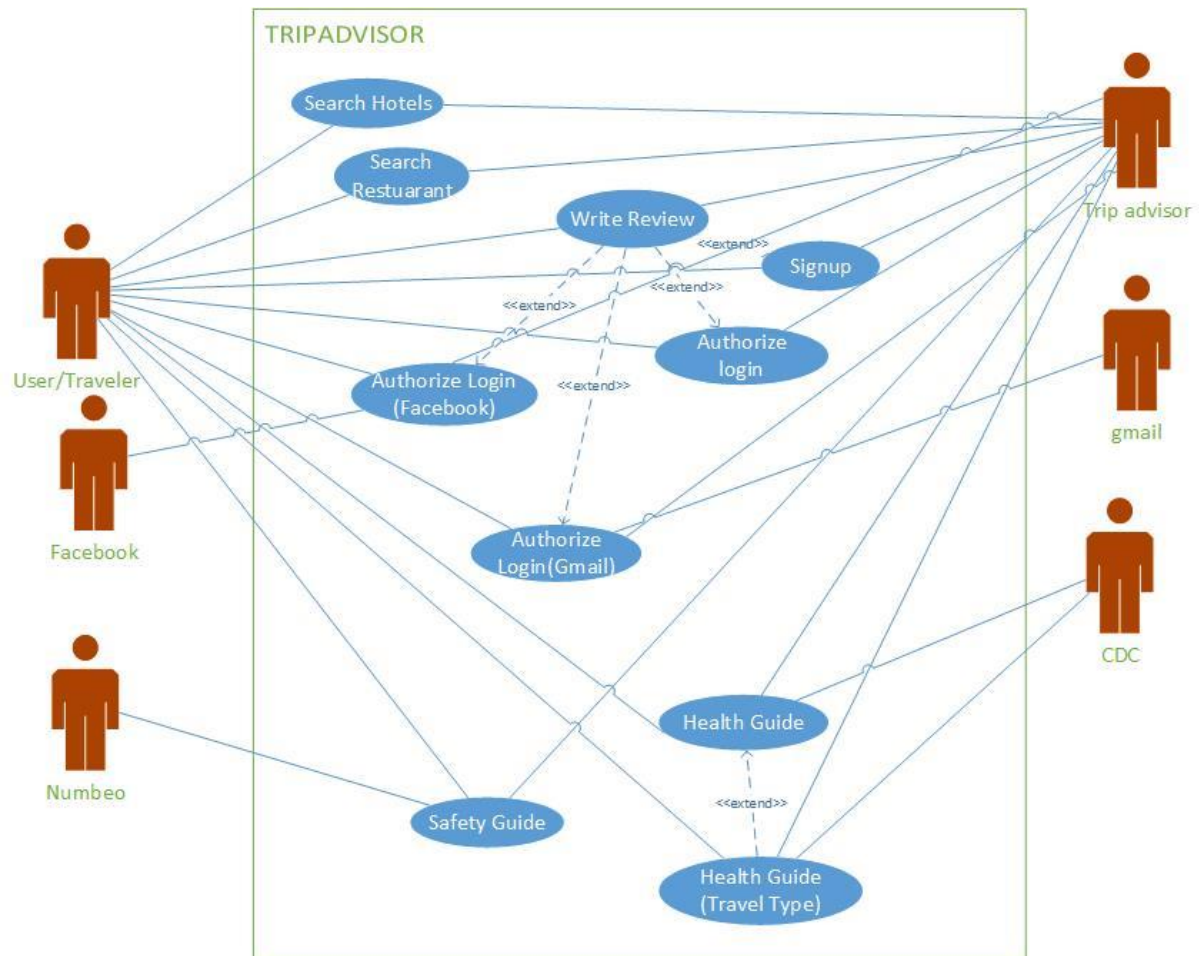 TRIPADVISOR
Search Hotels
Search
Restuarant
Write Review
<<extend>>
Signup
<<extend>>
<<extend>>
Authorize
login
Authorize Login
(Facebook)
<<extend>>
Authorize
Login(Gmail)
Health Guide
<<extend>>
Safety Guide
Health Guide
(Travel Type)
User/Traveler
Facebook
Numbeo
Trip advisor
gmail
CDC